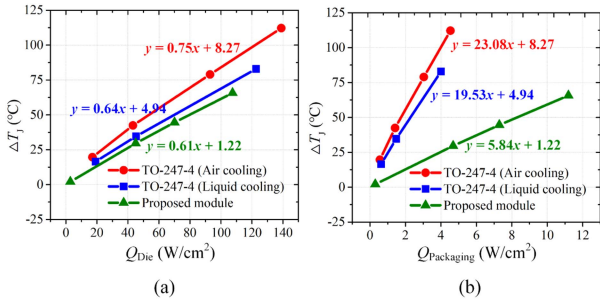 (a)
ΔTJ (°C)
125
100
75
50
25
0
-25
y = 0.75x + 8.27
y = 0.64x + 4.94
y = 0.61x + 1.22
TO-247-4 (Air cooling)
TO-247-4 (Liquid cooling)
Proposed module
0 20 40 60 80 100 120 140
QDie (W/cm²)
(a)
(b)
ΔTJ (°C)
125
100
75
50
25
0
-25
y = 23.08x + 8.27
y = 19.53x + 4.94
y = 5.84x + 1.22
TO-247-4 (Air cooling)
TO-247-4 (Liquid cooling)
Proposed module
0 2 4 6 8 10 12
QPackaging (W/cm²)
(b)